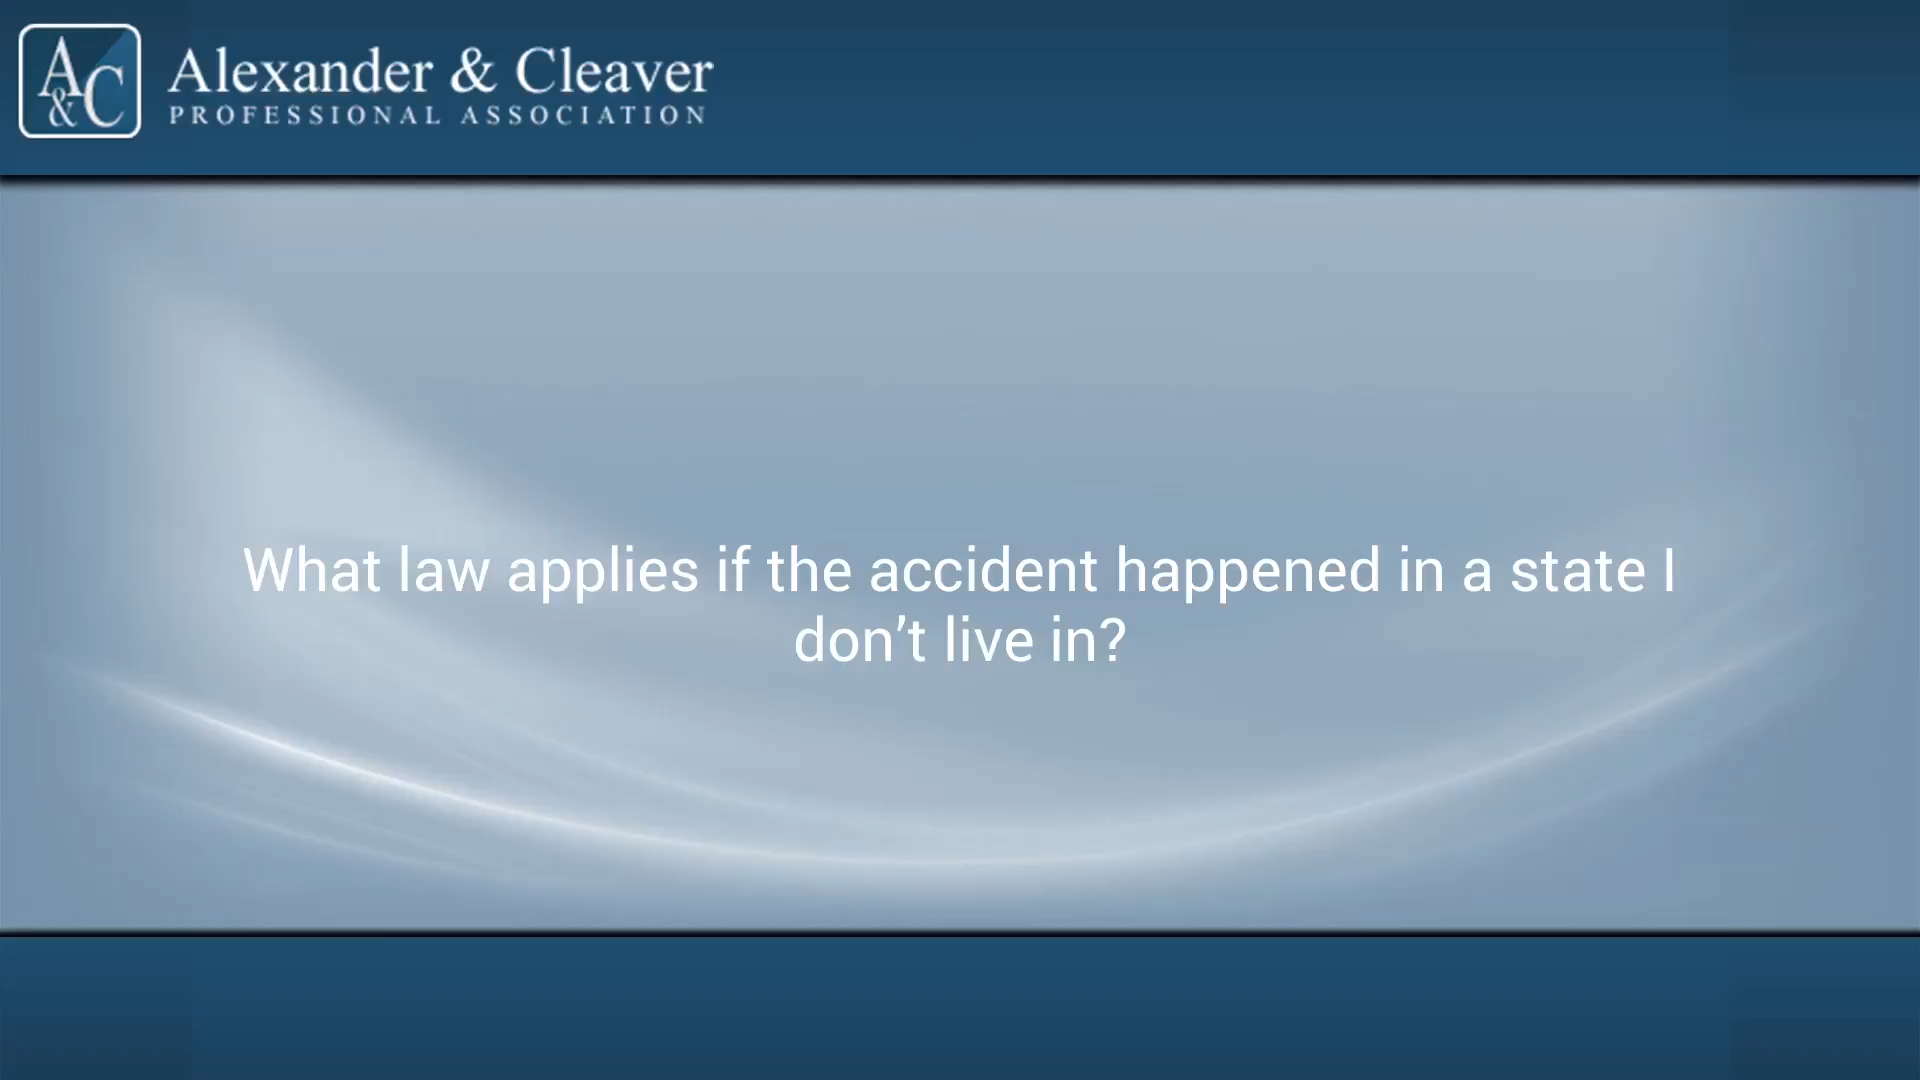 A&C
Alexander & Cleaver
PROFESSIONAL ASSOCIATION
What law applies if the accident happened in a state I
don’t live in?